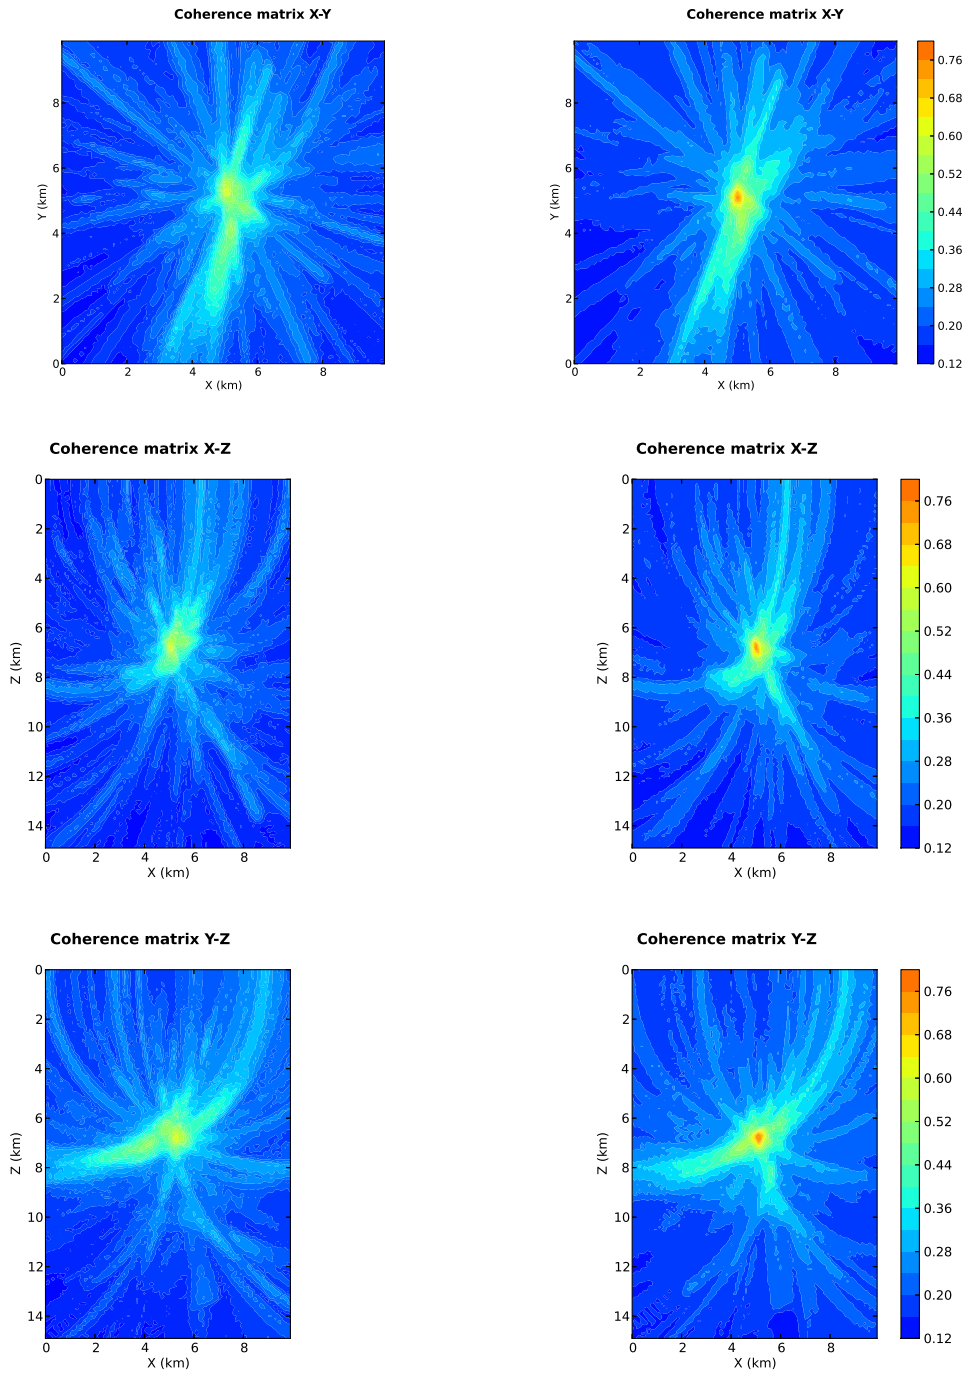 Coherence matrix X-Y
Coherence matrix X-Y
8
6
4
2
0
Y (km)
0 2 4 6 8
X (km)
8
6
4
2
0
Y (km)
0 2 4 6 8
X (km)
0.76
0.68
0.60
0.52
0.44
0.36
0.28
0.20
0.12
Coherence matrix X-Z
Coherence matrix X-Z
0
2
4
6
8
10
12
14
Z (km)
0 2 4 6 8
X (km)
0
2
4
6
8
10
12
14
Z (km)
0 2 4 6 8
X (km)
0.76
0.68
0.60
0.52
0.44
0.36
0.28
0.20
0.12
Coherence matrix Y-Z
Coherence matrix Y-Z
0
2
4
6
8
10
12
14
Z (km)
0 2 4 6 8
X (km)
0
2
4
6
8
10
12
14
Z (km)
0 2 4 6 8
X (km)
0.76
0.68
0.60
0.52
0.44
0.36
0.28
0.20
0.12